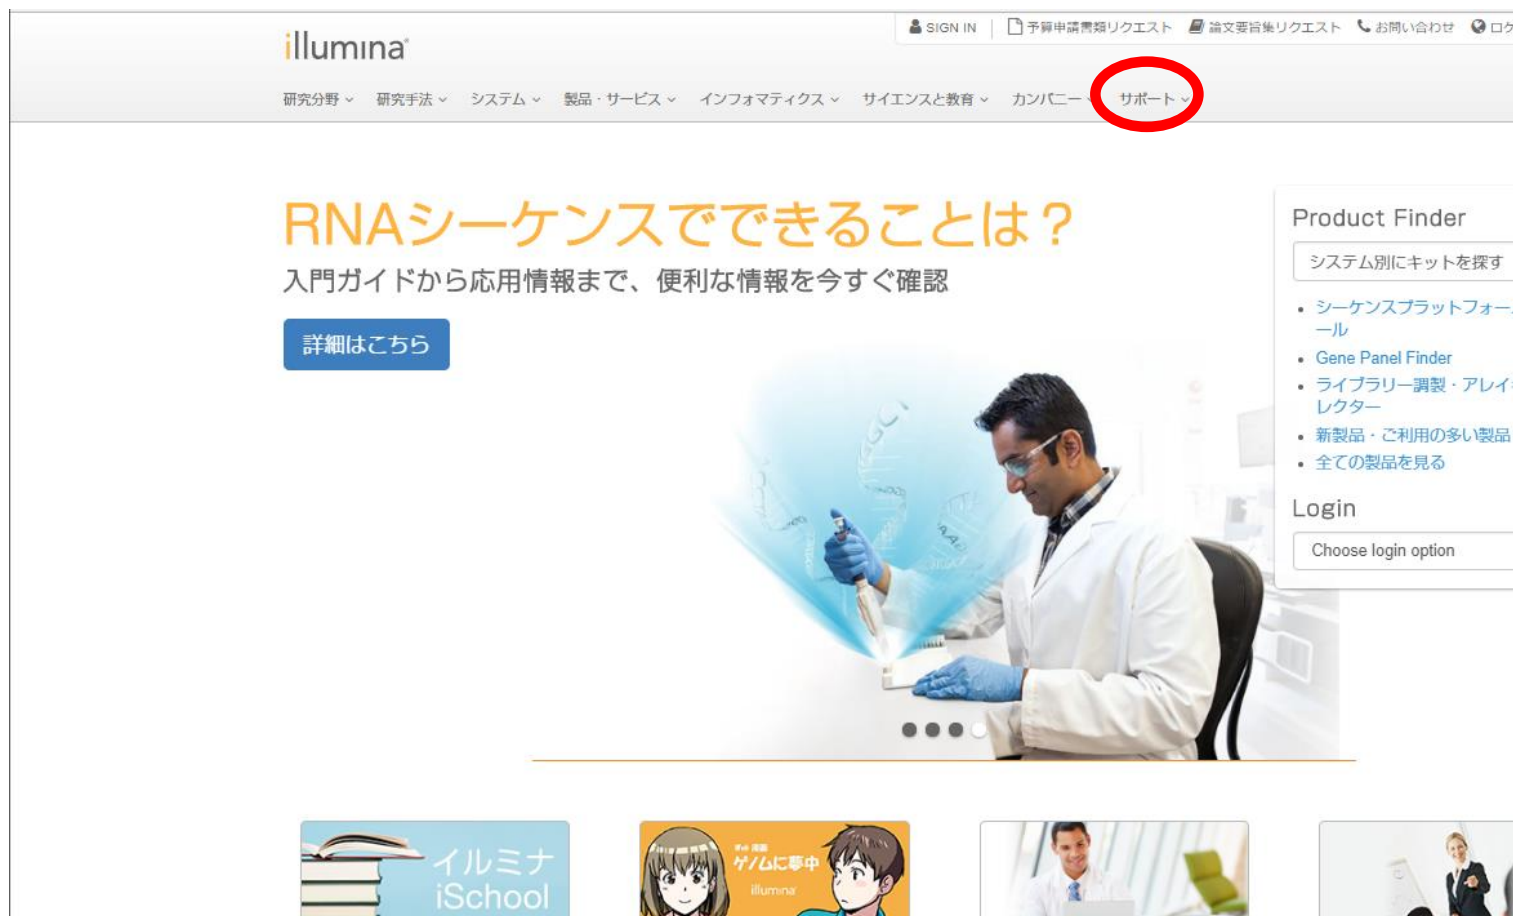 illumina
SIGN IN
予算申請書類リクエスト
論文要旨集リクエスト
お問い合わせ
ログ
研究分野
研究手法
システム
製品・サービス
インフォマティクス
サイエンスと教育
カンパニー
サポート
RNAシーケンスでできることは？
入門ガイドから応用情報まで、便利な情報を今すぐ確認
詳細はこちら
Product Finder
システム別にキットを探す
シーケンスプラットフォー
ール
Gene Panel Finder
ライブラリー調製・アレイ
レクター
新製品・ご利用の多い製品
全ての製品を見る
Login
Choose login option
イルミナ
iSchool
Web 漫画
ゲノムに夢中
illumina